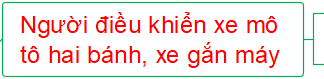 Người điều khiển xe mô
tô hai bánh, xe gắn máy